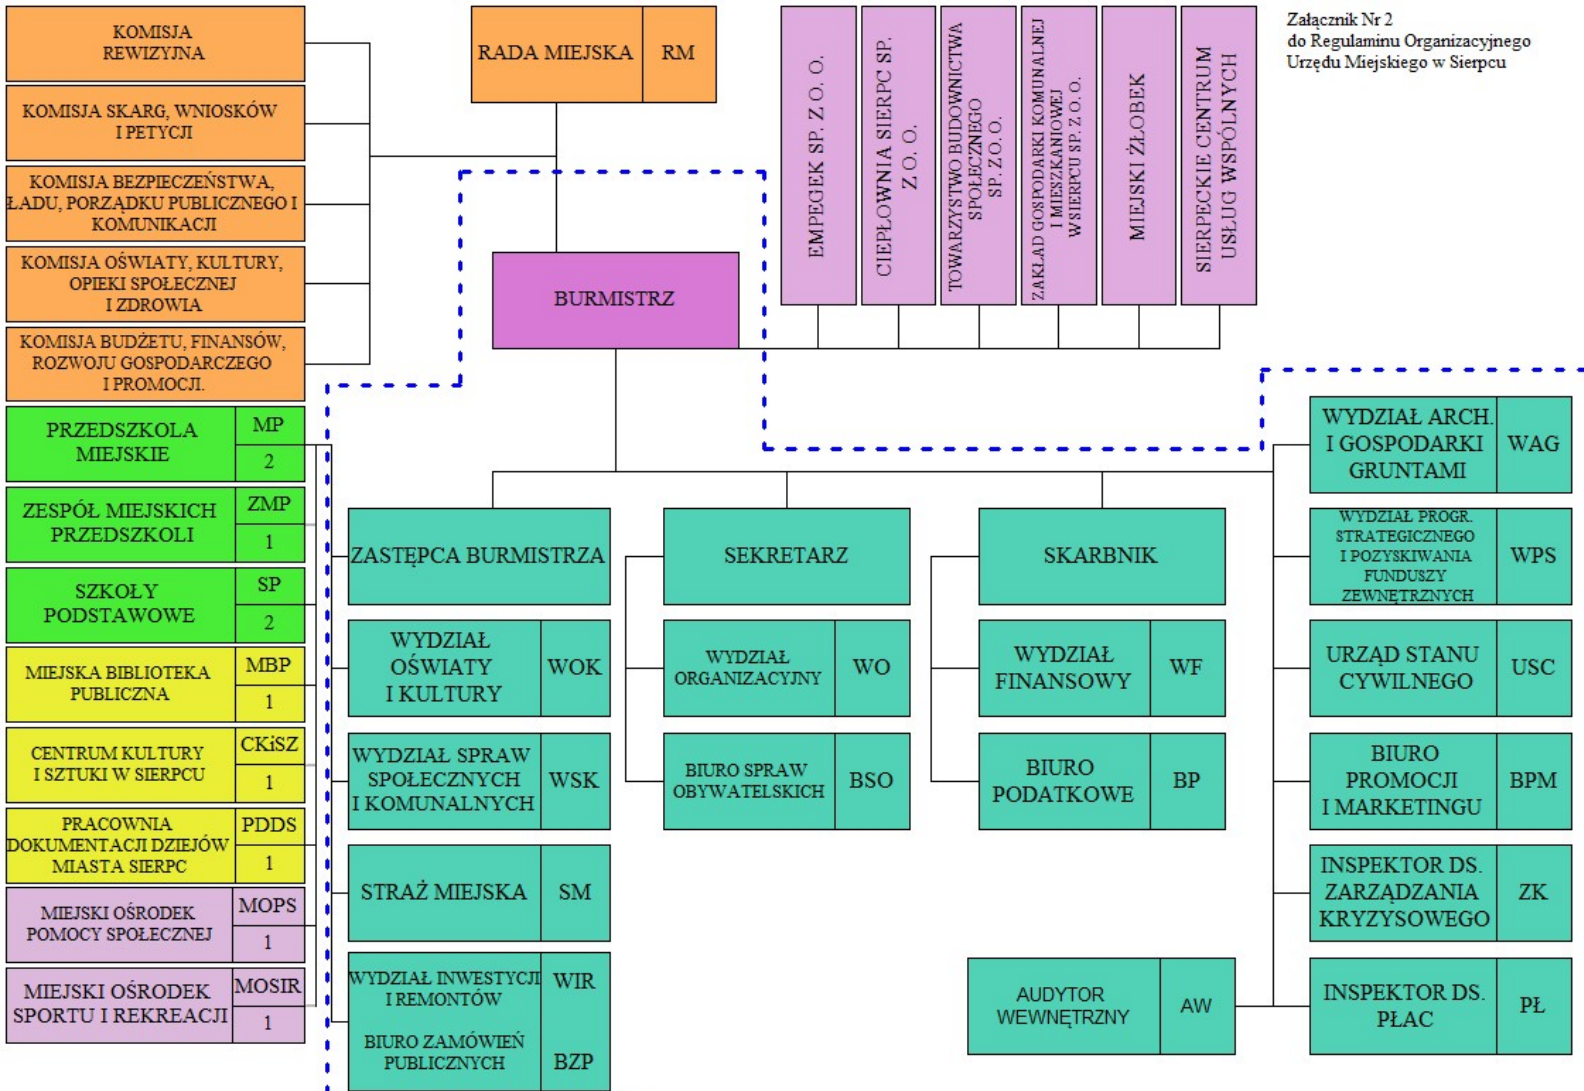 Załącznik Nr 2
do Regulaminu Organizacyjnego
Urzędu Miejskiego w Sierpcu
KOMISJA
REWIZYJNA
KOMISJA SKARG, WNIOSKÓW
I PETYCJI
KOMISJA BEZPIECZEŃSTWA,
ŁADU, PORZĄDKU PUBLICZNEGO I
KOMUNIKACJI
KOMISJA OŚWIATY, KULTURY,
OPIEKI SPOŁECZNEJ
I ZDROWIA
KOMISJA BUDŻETU, FINANSÓW,
ROZWOJU GOSPODARCZEGO
I PROMOCJI.
RADA MIEJSKA
RM
BURMISTRZ
EMPEGEK SP. Z O. O.
CIEPŁOWNIA SIERPC SP.
Z O. O.
TOWARZYSTWO BUDOWNICTWA
SPOŁECZNEGO
SP. Z O. O.
ZAKŁAD GOSPODARKI KOMUNALNEJ
I MIESZKANIOWEJ
W SIERPCU SP. Z O. O.
MIEJSKI ŻŁOBEK
SIERPECKIE CENTRUM
USŁUG WSPÓLNYCH
PRZEDSZKOLA
MIEJSKIE
MP
2
ZESPÓŁ MIEJSKICH
PRZEDSZKOLI
ZMP
1
SZKOŁY
PODSTAWOWE
SP
2
MIEJSKA BIBLIOTEKA
PUBLICZNA
MBP
1
CENTRUM KULTURY
I SZTUKI W SIERPCU
CKiSZ
1
PRACOWNIA
DOKUMENTACJI DZIEJÓW
MIASTA SIERPC
PDDS
1
MIEJSKI OŚRODEK
POMOCY SPOŁECZNEJ
MOPS
1
MIEJSKI OŚRODEK
SPORTU I REKREACJI
MOSIR
1
ZASTĘPCA BURMISTRZA
WYDZIAŁ
OŚWIATY
I KULTURY
WOK
WYDZIAŁ SPRAW
SPOŁECZNYCH
I KOMUNALNYCH
WSK
STRAŻ MIEJSKA
SM
WYDZIAŁ INWESTYCJI
I REMONTÓW
WIR
BIURO ZAMÓWIEŃ
PUBLICZNYCH
BZP
SEKRETARZ
WYDZIAŁ
ORGANIZACYJNY
WO
BIURO SPRAW
OBYWATELSKICH
BSO
SKARBNIK
WYDZIAŁ
FINANSOWY
WF
BIURO
PODATKOWE
BP
WYDZIAŁ ARCH.
I GOSPODARKI
GRUNTAMI
WAG
WYDZIAŁ PROGR.
STRATEGICZNEGO
I POZYSKIWANIA
FUNDUSZY
ZEWNĘTRZNYCH
WPS
URZĄD STANU
CYWILNEGO
USC
BIURO
PROMOCJI
I MARKETINGU
BPM
INSPEKTOR DS.
ZARZĄDZANIA
KRYZYSOWEGO
ZK
AUDYTOR
WEWNĘTRZNY
AW
INSPEKTOR DS.
PŁAC
PŁ